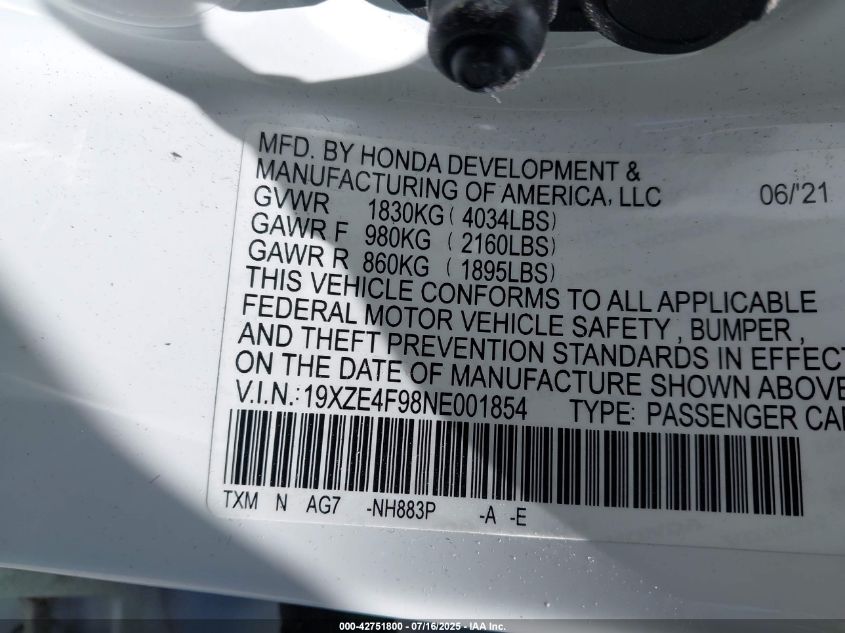 MFD. BY HONDA DEVELOPMENT &
MANUFACTURING OF AMERICA, LLC 06/'21
GVWR 1830KG ( 4034LBS)
GAWR F 980KG ( 2160LBS)
GAWR R 860KG ( 1895LBS)
THIS VEHICLE CONFORMS TO ALL APPLICABLE
FEDERAL MOTOR VEHICLE SAFETY , BUMPER ,
AND THEFT PREVENTION STANDARDS IN EFFECT
ON THE DATE OF MANUFACTURE SHOWN ABOVE
V.I.N.: 19XZE4F98NE001854 TYPE: PASSENGER CA
TXM N AG7 -NH883P -A -E
000-42751800 - 07/16/2025 - IAA Inc.